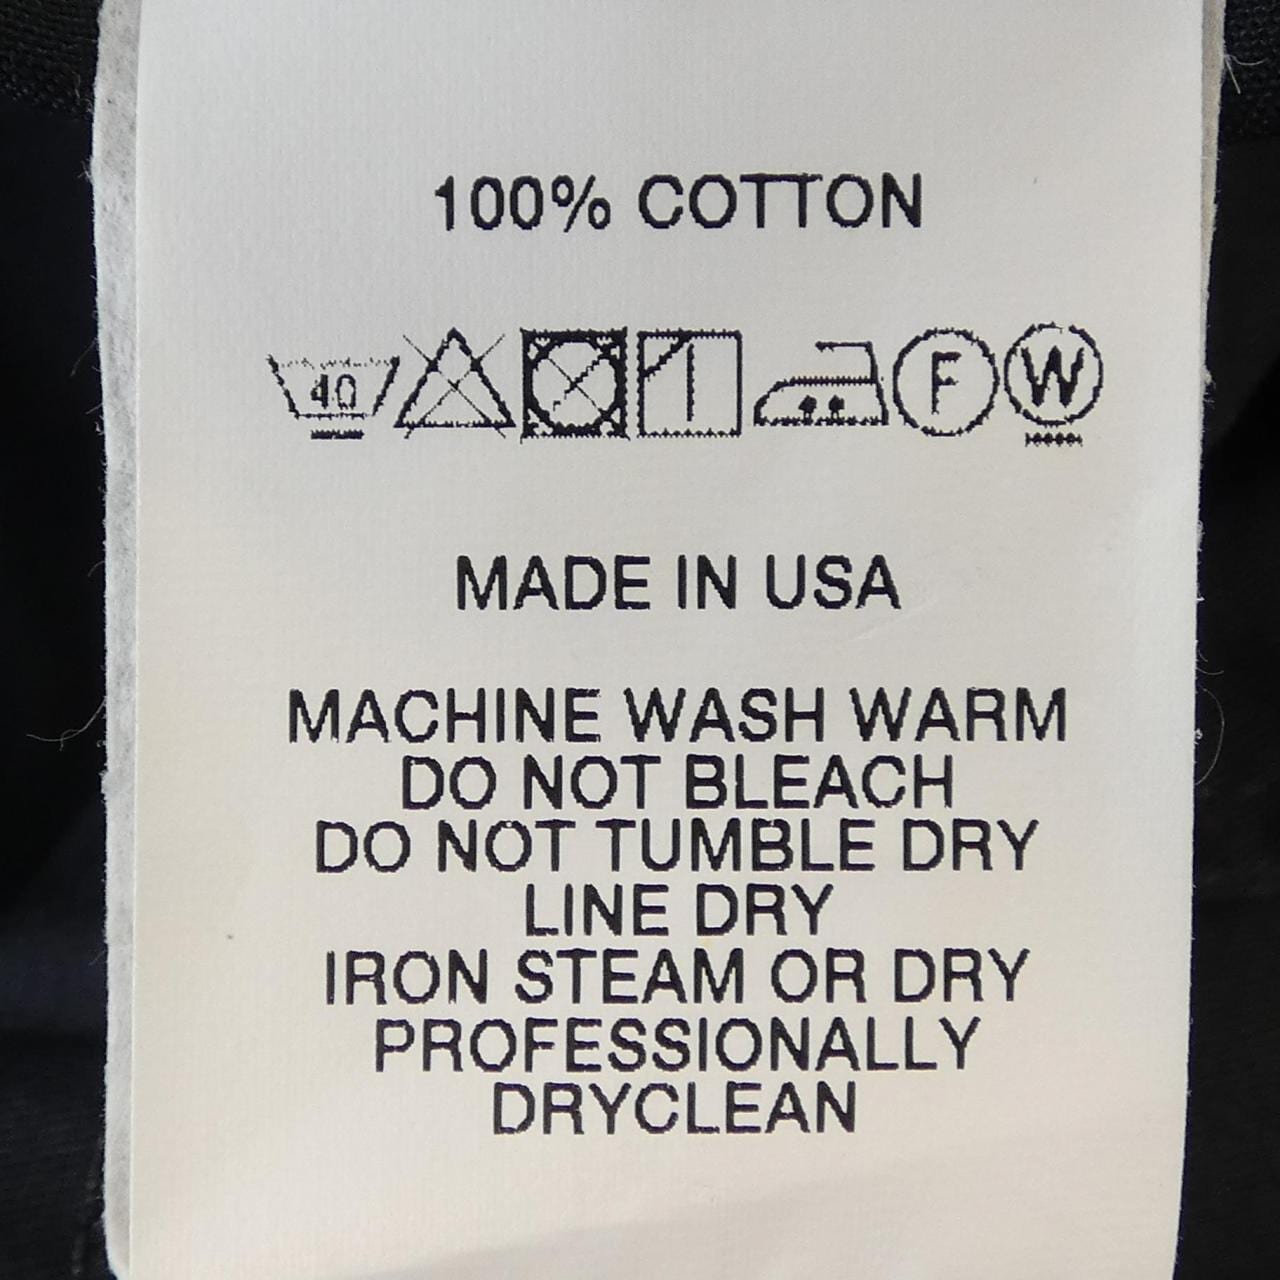 100% COTTON
40 F W
MADE IN USA
MACHINE WASH WARM
DO NOT BLEACH
DO NOT TUMBLE DRY
LINE DRY
IRON STEAM OR DRY
PROFESSIONALLY
DRYCLEAN